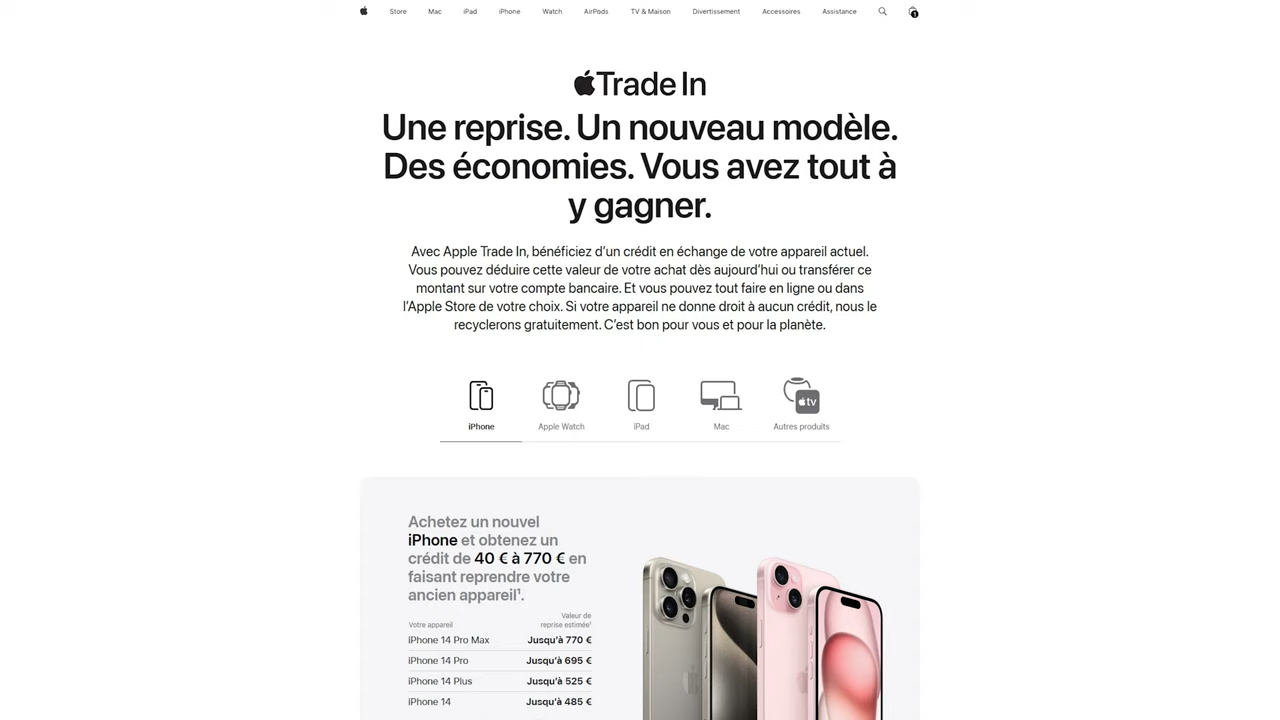 Store Mac iPad iPhone Watch AirPods TV & Maison Divertissement Accessoires Assistance 1
Trade In
Une reprise. Un nouveau modèle.
Des économies. Vous avez tout à
y gagner.
Avec Apple Trade In, bénéficiez d’un crédit en échange de votre appareil actuel.
Vous pouvez déduire cette valeur de votre achat dès aujourd’hui ou transférer ce
montant sur votre compte bancaire. Et vous pouvez tout faire en ligne ou dans
l’Apple Store de votre choix. Si votre appareil ne donne droit à aucun crédit, nous le
recyclerons gratuitement. C’est bon pour vous et pour la planète.
tv
iPhone Apple Watch iPad Mac Autres produits
Achetez un nouvel
iPhone et obtenez un
crédit de 40 € à 770 € en
faisant reprendre votre
ancien appareil¹.
Valeur de
Votre appareil reprise estimée²
iPhone 14 Pro Max Jusqu’à 770 €
iPhone 14 Pro Jusqu’à 695 €
iPhone 14 Plus Jusqu’à 525 €
iPhone 14 Jusqu’à 485 €